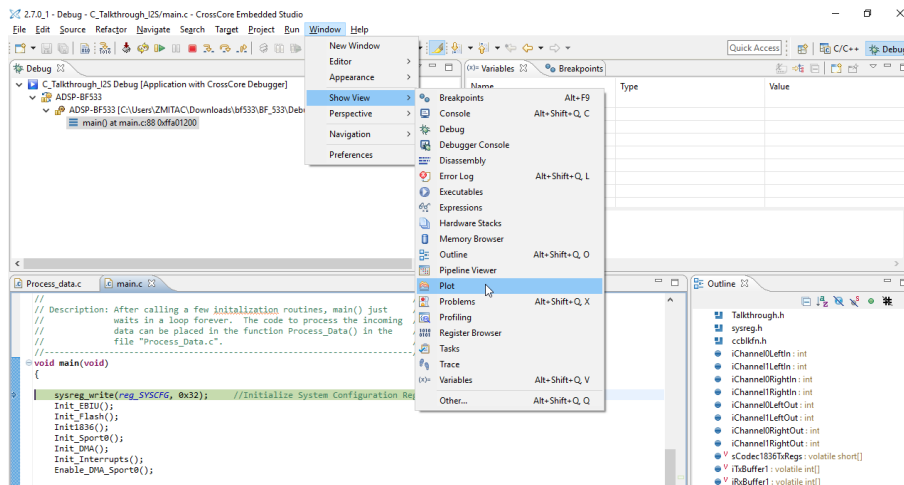 2.7.0_1 - Debug - C_Talkthrough_I2S/main.c - CrossCore Embedded Studio
File Edit Source Refactor Navigate Search Target Project Run Window Help
Quick Access
C/C++
Debug
Debug
C_Talkthrough_I2S Debug [Application with CrossCore Debugger]
ADSP-BF533
ADSP-BF533 [C:\Users\ZMITAC\Downloads\bf533\BF_533\Deb
main() at main.c:88 0xffa01200
New Window
Editor
Appearance
Show View
Perspective
Navigation
Preferences
Breakpoints Alt+F9
Console Alt+Shift+Q, C
Debug
Debugger Console
Disassembly
Error Log Alt+Shift+Q, L
Executables
Expressions
Hardware Stacks
Memory Browser
Outline Alt+Shift+Q, O
Pipeline Viewer
Plot
Problems Alt+Shift+Q, X
Profiling
Register Browser
Tasks
Trace
Variables Alt+Shift+Q, V
Other... Alt+Shift+Q, Q
(x)= Variables Breakpoints
Name Type Value
Process_data.c main.c
//
// Description: After calling a few initalization routines, main() just /
// waits in a loop forever. The code to process the incoming /
// data can be placed in the function Process_Data() in the /
// file "Process_Data.c". /
//--------------------------------------------------------------------------/
void main(void)
{
sysreg_write(reg_SYSCFG, 0x32); //Initialize System Configuration Reg
Init_EBIU();
Init_Flash();
Init1836();
Init_Sport0();
Init_DMA();
Init_Interrupts();
Enable_DMA_Sport0();
Outline
Talkthrough.h
sysreg.h
ccblkfn.h
iChannel0LeftIn : int
iChannel1LeftIn : int
iChannel0RightIn : int
iChannel1RightIn : int
iChannel0LeftOut : int
iChannel1LeftOut : int
iChannel0RightOut : int
iChannel1RightOut : int
sCodec1836TxRegs : volatile short[]
iTxBuffer1 : volatile int[]
iRxBuffer1 : volatile int[]